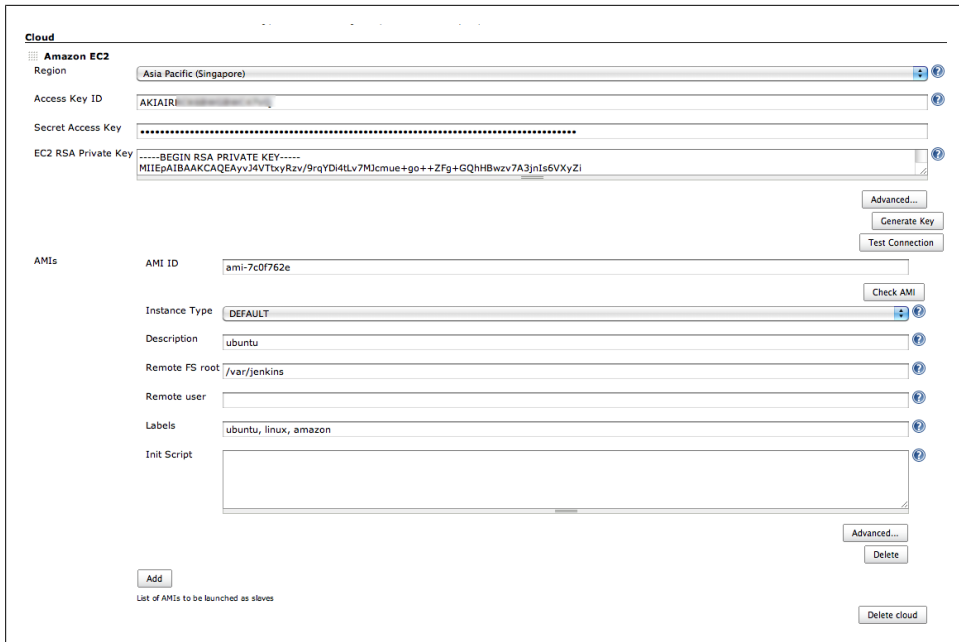 Cloud
Amazon EC2
Region Asia Pacific (Singapore)
Access Key ID AKIAIR
Secret Access Key ••••••••••••••••••••••••••••••••••••••••••••••••••••••••••••••••••••••••••••••••••••••••
EC2 RSA Private Key -----BEGIN RSA PRIVATE KEY-----
MIIEpAIBAAKCAQEAyvJ4VTtxyRzv/9rqYDi4tLv7MJcmue+go++ZFg+GQhHBwzv7A3jnIs6VXyZi
Advanced...
Generate Key
Test Connection
AMIs AMI ID ami-7c0f762e
Check AMI
Instance Type DEFAULT
Description ubuntu
Remote FS root /var/jenkins
Remote user
Labels ubuntu, linux, amazon
Init Script
Advanced...
Delete
Add
List of AMIs to be launched as slaves
Delete cloud